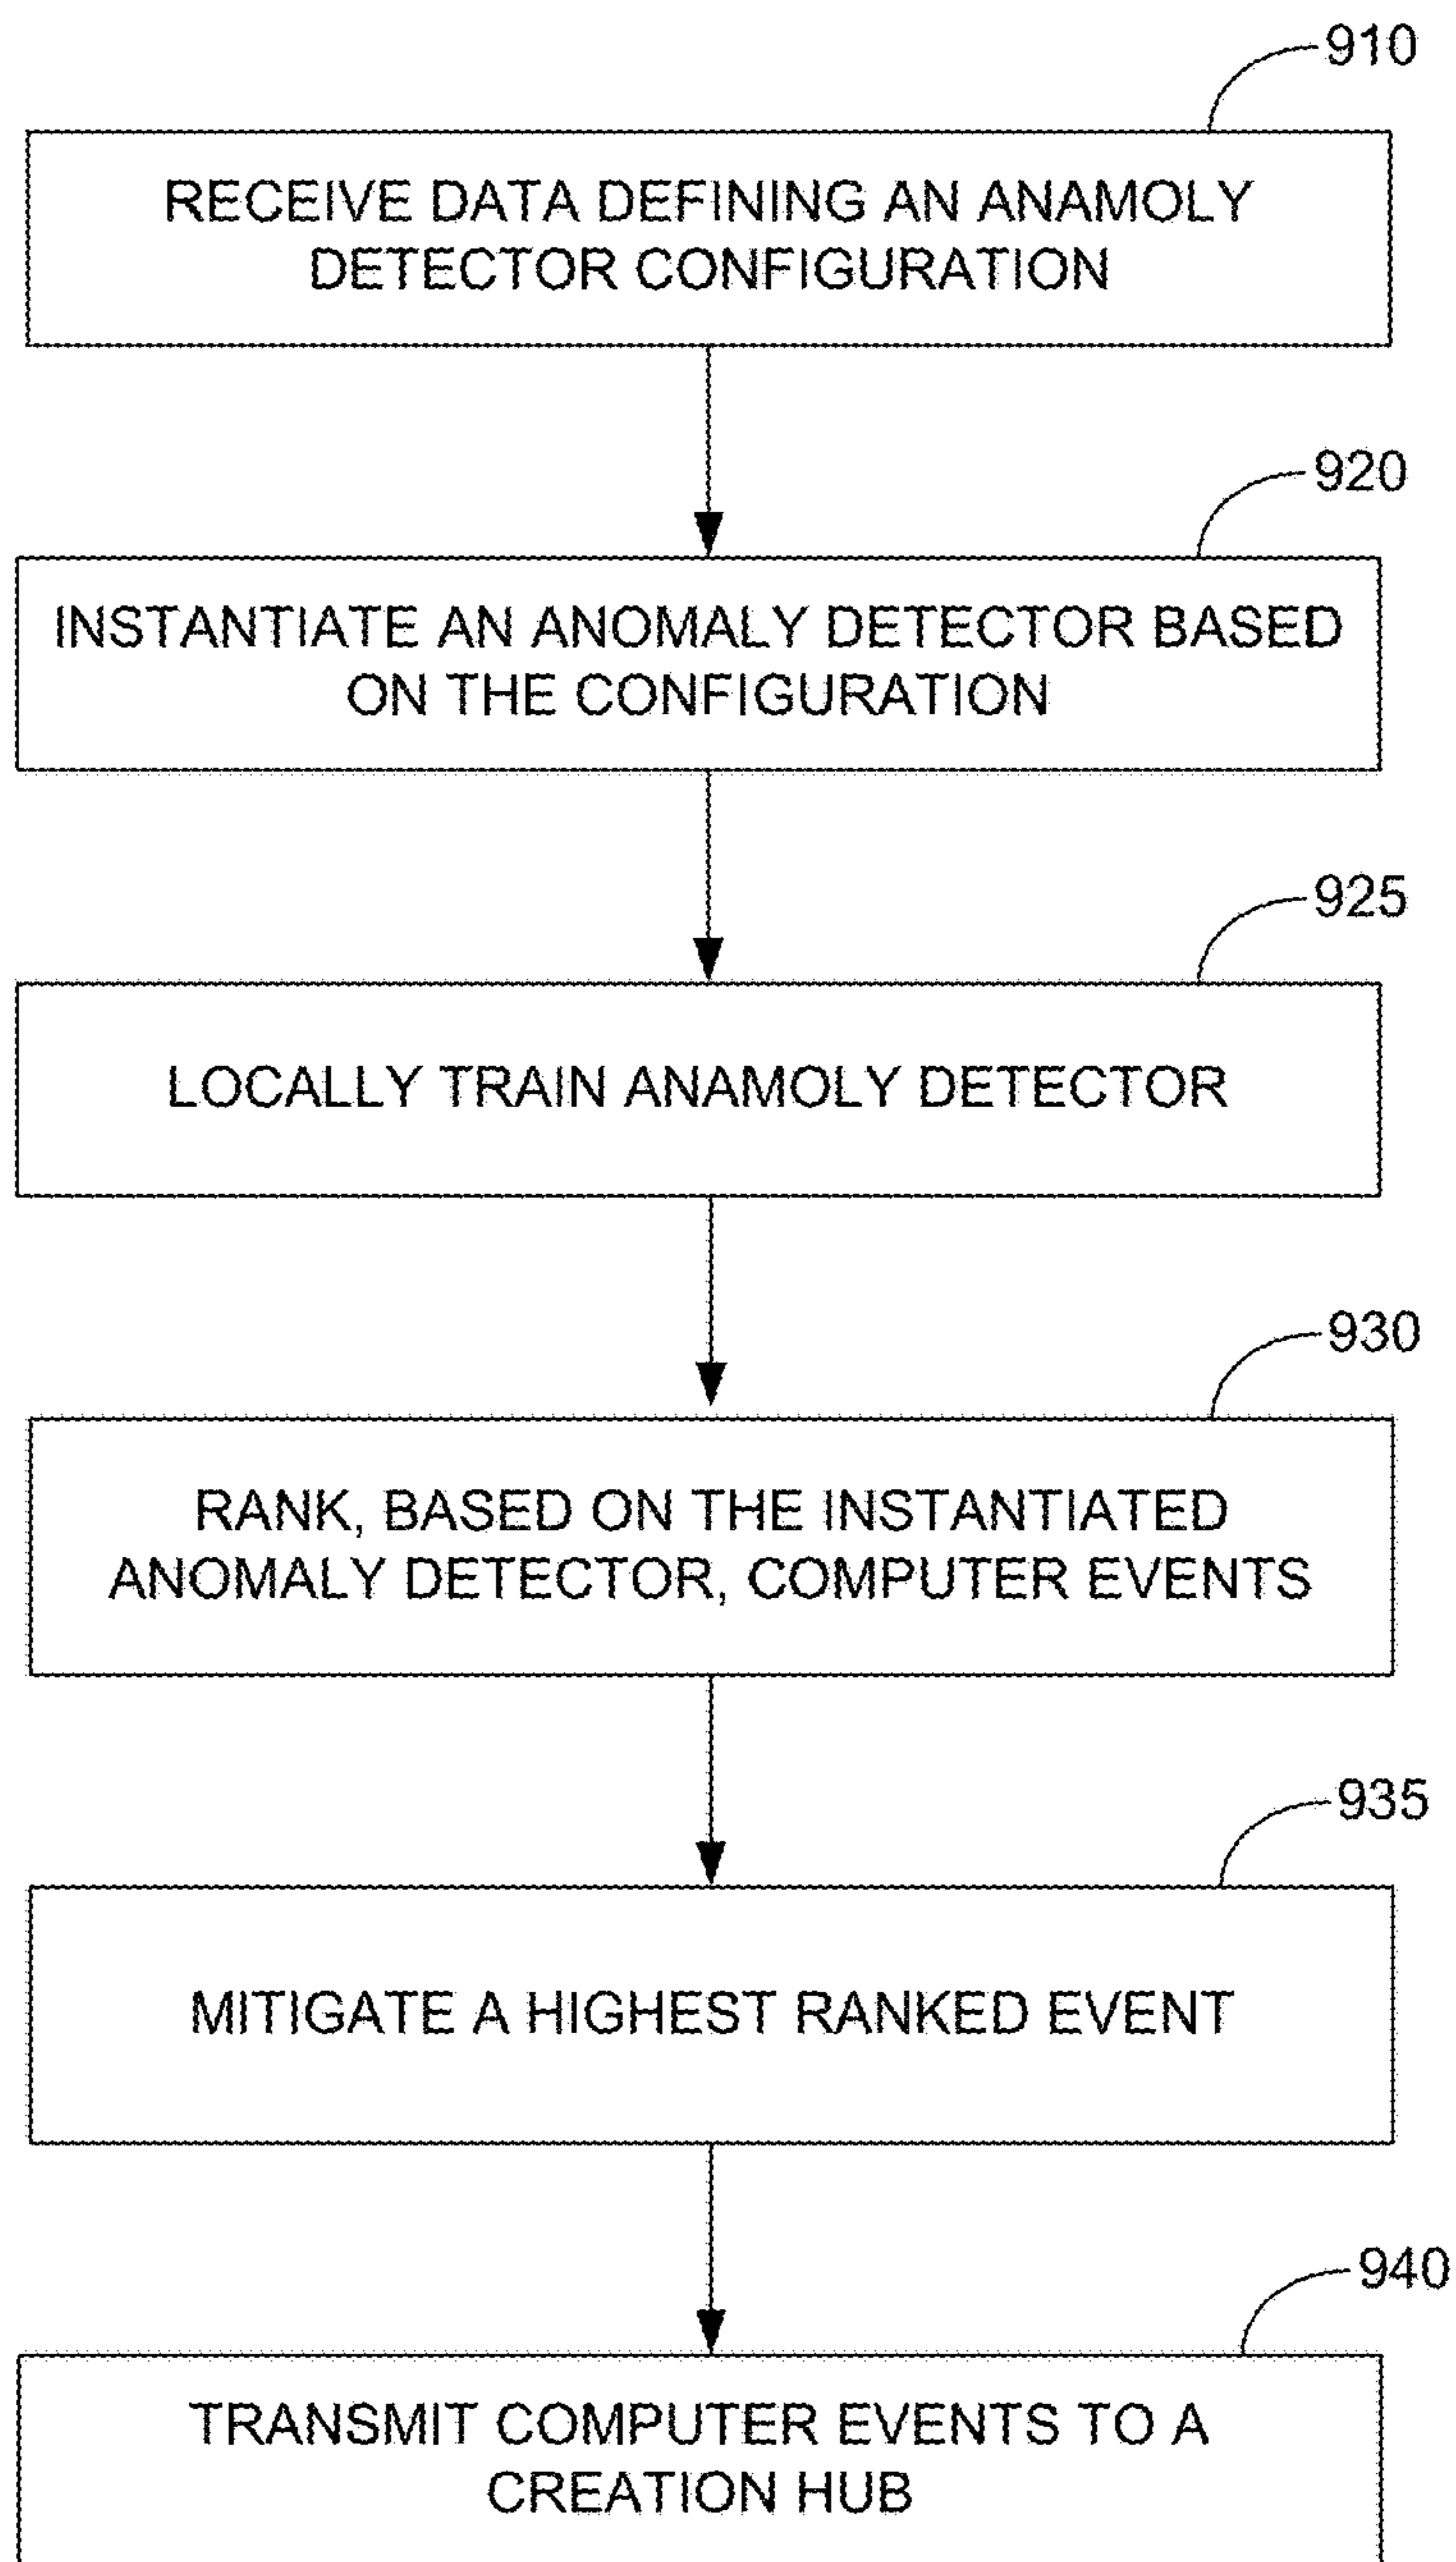 910
RECEIVE DATA DEFINING AN ANAMOLY
DETECTOR CONFIGURATION
920
INSTANTIATE AN ANOMALY DETECTOR BASED
ON THE CONFIGURATION
925
LOCALLY TRAIN ANAMOLY DETECTOR
930
RANK, BASED ON THE INSTANTIATED
ANOMALY DETECTOR, COMPUTER EVENTS
935
MITIGATE A HIGHEST RANKED EVENT
940
TRANSMIT COMPUTER EVENTS TO A
CREATION HUB